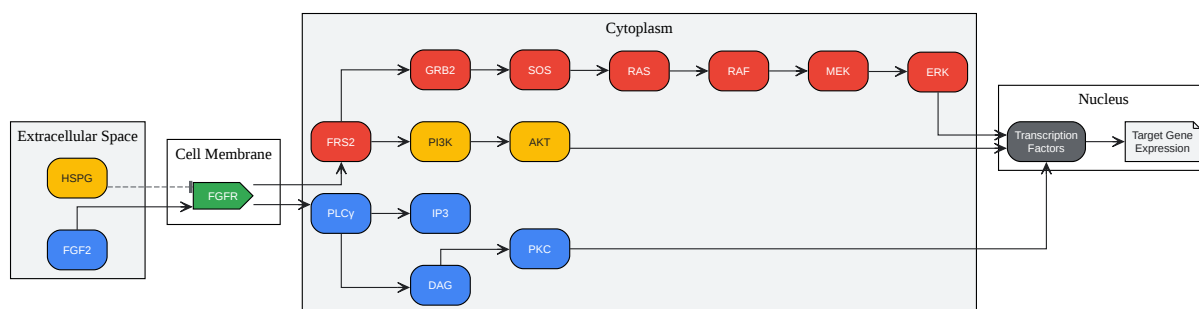 Cytoplasm
GRB2
SOS
RAS
RAF
MEK
ERK
Nucleus
Extracellular Space
Cell Membrane
FRS2
PI3K
AKT
Transcription
Factors
Target Gene
Expression
HSPG
FGFR
PLCγ
IP3
FGF2
PKC
DAG